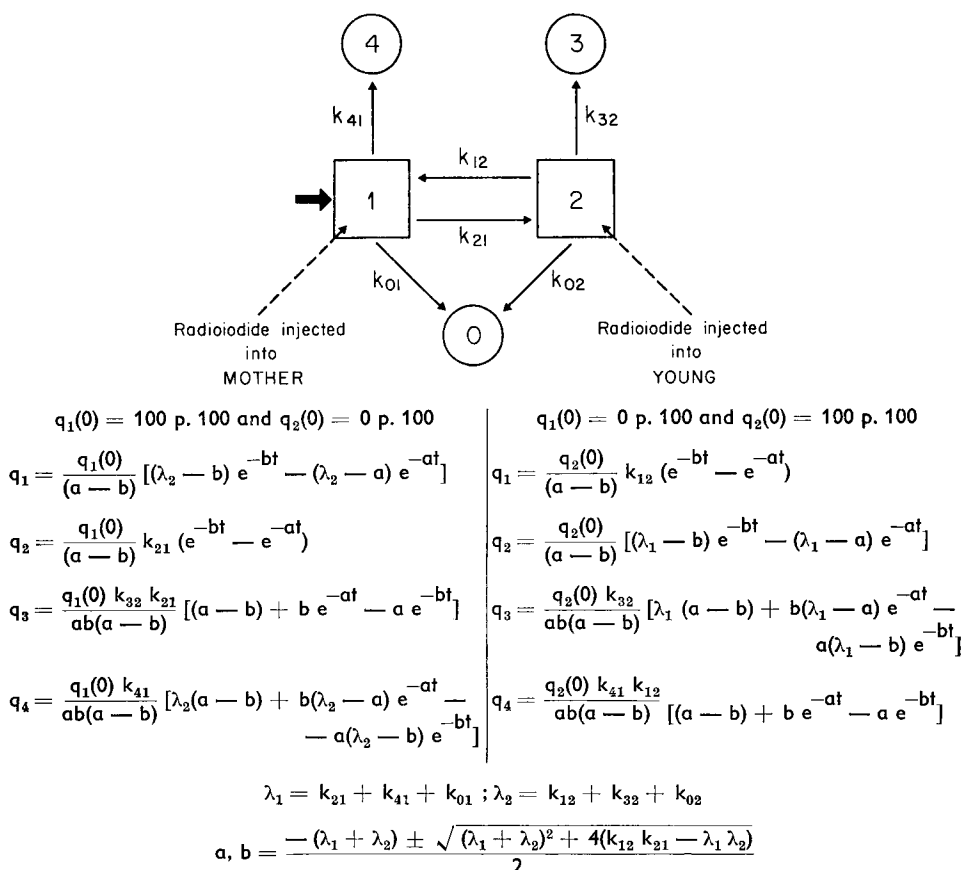 4
3
k₄₁
k₃₂
k₁₂
1
2
k₂₁
k₀₁
k₀₂
Radioiodide injected
into
MOTHER
0
Radioiodide injected
into
YOUNG
q₁(0) = 100 p. 100 and q₂(0) = 0 p. 100
q₁ = q₁(0)/(a — b) [(λ₂ — b) e^(-bt) — (λ₂ — a) e^(-at)]
q₂ = q₁(0)/(a — b) k₂₁ (e^(-bt) — e^(-at))
q₃ = q₁(0) k₃₂ k₂₁/ab(a — b) [(a — b) + b e^(-at) — a e^(-bt)]
q₄ = q₁(0) k₄₁/ab(a — b) [λ₂(a — b) + b(λ₂ — a) e^(-at) —
— a(λ₂ — b) e^(-bt)]
q₁(0) = 0 p. 100 and q₂(0) = 100 p. 100
q₁ = q₂(0)/(a — b) k₁₂ (e^(-bt) — e^(-at))
q₂ = q₂(0)/(a — b) [(λ₁ — b) e^(-bt) — (λ₁ — a) e^(-at)]
q₃ = q₂(0) k₃₂/ab(a — b) [λ₁ (a — b) + b(λ₁ — a) e^(-at) —
a(λ₁ — b) e^(-bt)]
q₄ = q₂(0) k₄₁ k₁₂/ab(a — b) [(a — b) + b e^(-at) — a e^(-bt)]
λ₁ = k₂₁ + k₄₁ + k₀₁ ; λ₂ = k₁₂ + k₃₂ + k₀₂
a, b = — (λ₁ + λ₂) ± √((λ₁ + λ₂)² + 4(k₁₂ k₂₁ — λ₁ λ₂))/2